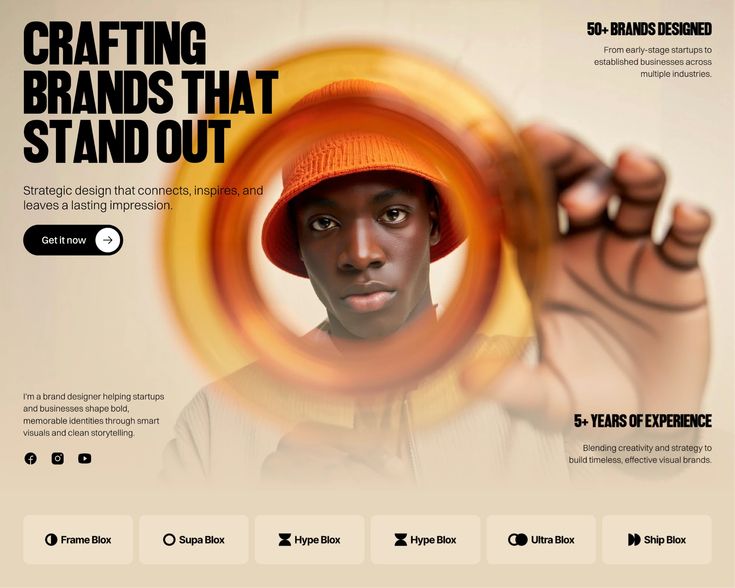 CRAFTING
BRANDS THAT
STAND OUT
Strategic design that connects, inspires, and
leaves a lasting impression.
Get it now
50+ BRANDS DESIGNED
From early-stage startups to
established businesses across
multiple industries.
I'm a brand designer helping startups
and businesses shape bold,
memorable identities through smart
visuals and clean storytelling.
5+ YEARS OF EXPERIENCE
Blending creativity and strategy to
build timeless, effective visual brands.
Frame Blox
Supa Blox
Hype Blox
Hype Blox
Ultra Blox
Ship Blox